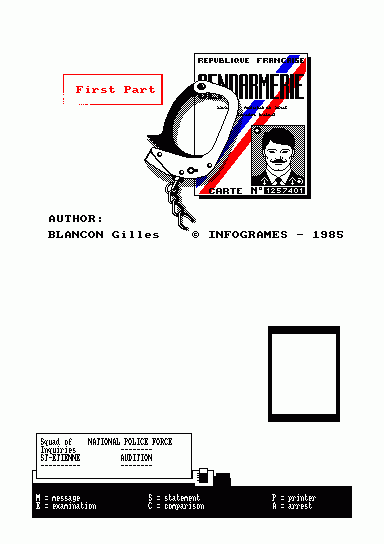 REPUBLIQUE FRANÇAISE
GENDARMERIE
First Part
CARTE N° 1257401
AUTHOR:
BLANCON Gilles © INFOGRAMES - 1985
Squad of NATIONAL POLICE FORCE
Inquiries --------
ST-ETIENNE AUDITION
---------- --------
M = message S = statement P = printer
E = examination C = comparison A = arrest